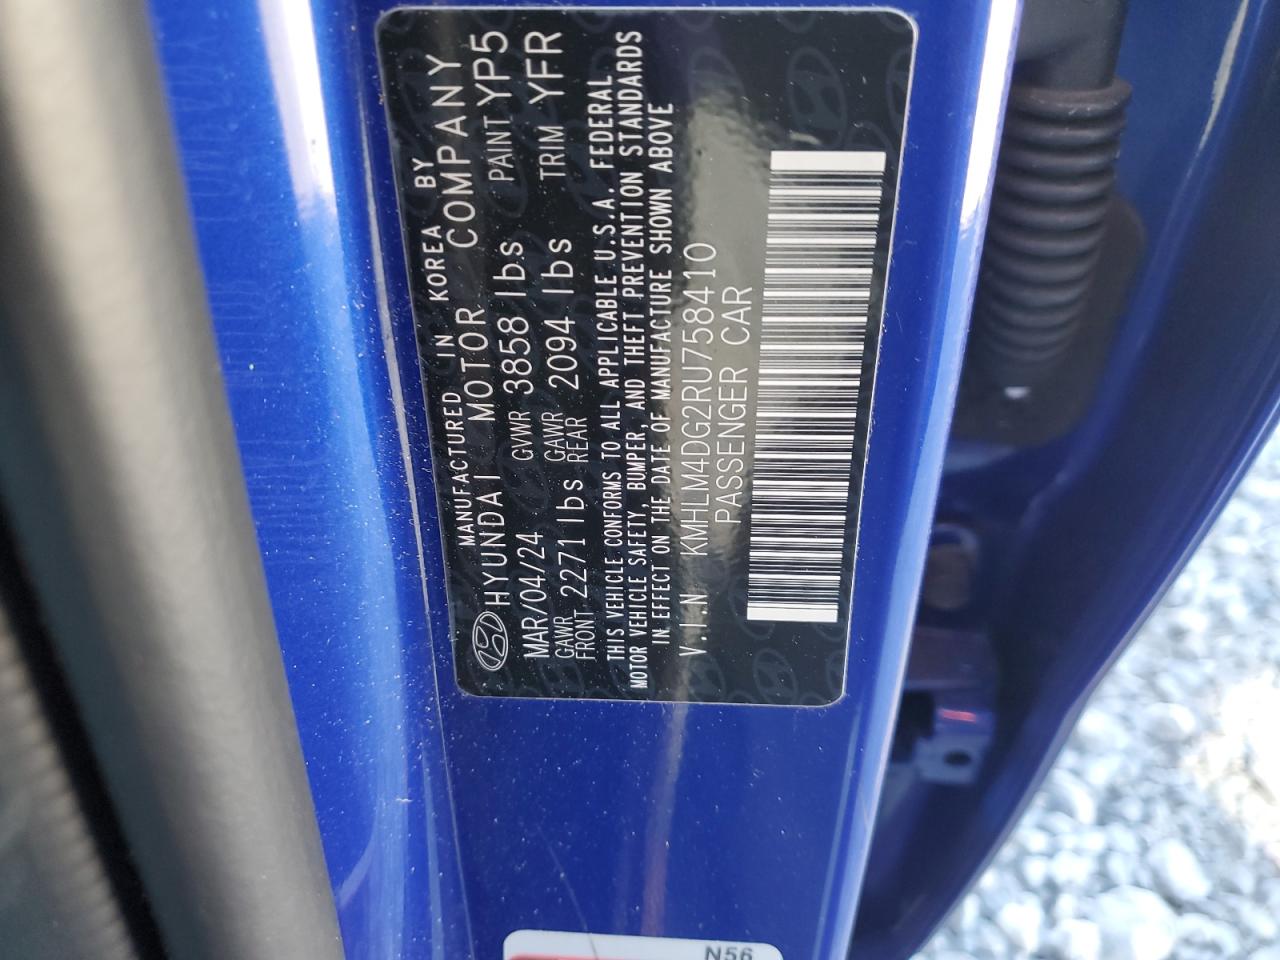 MANUFACTURED IN KOREA BY
HYUNDAI MOTOR COMPANY
MAR/04/24 GVWR 3858 lbs PAINT YP5
GAWR FRONT 2271 lbs GAWR REAR 2094 lbs TRIM YFR
THIS VEHICLE CONFORMS TO ALL APPLICABLE U.S.A. FEDERAL
MOTOR VEHICLE SAFETY, BUMPER, AND THEFT PREVENTION STANDARDS
IN EFFECT ON THE DATE OF MANUFACTURE SHOWN ABOVE
V.I.N KMHLM4DG2RU758410
PASSENGER CAR
N56